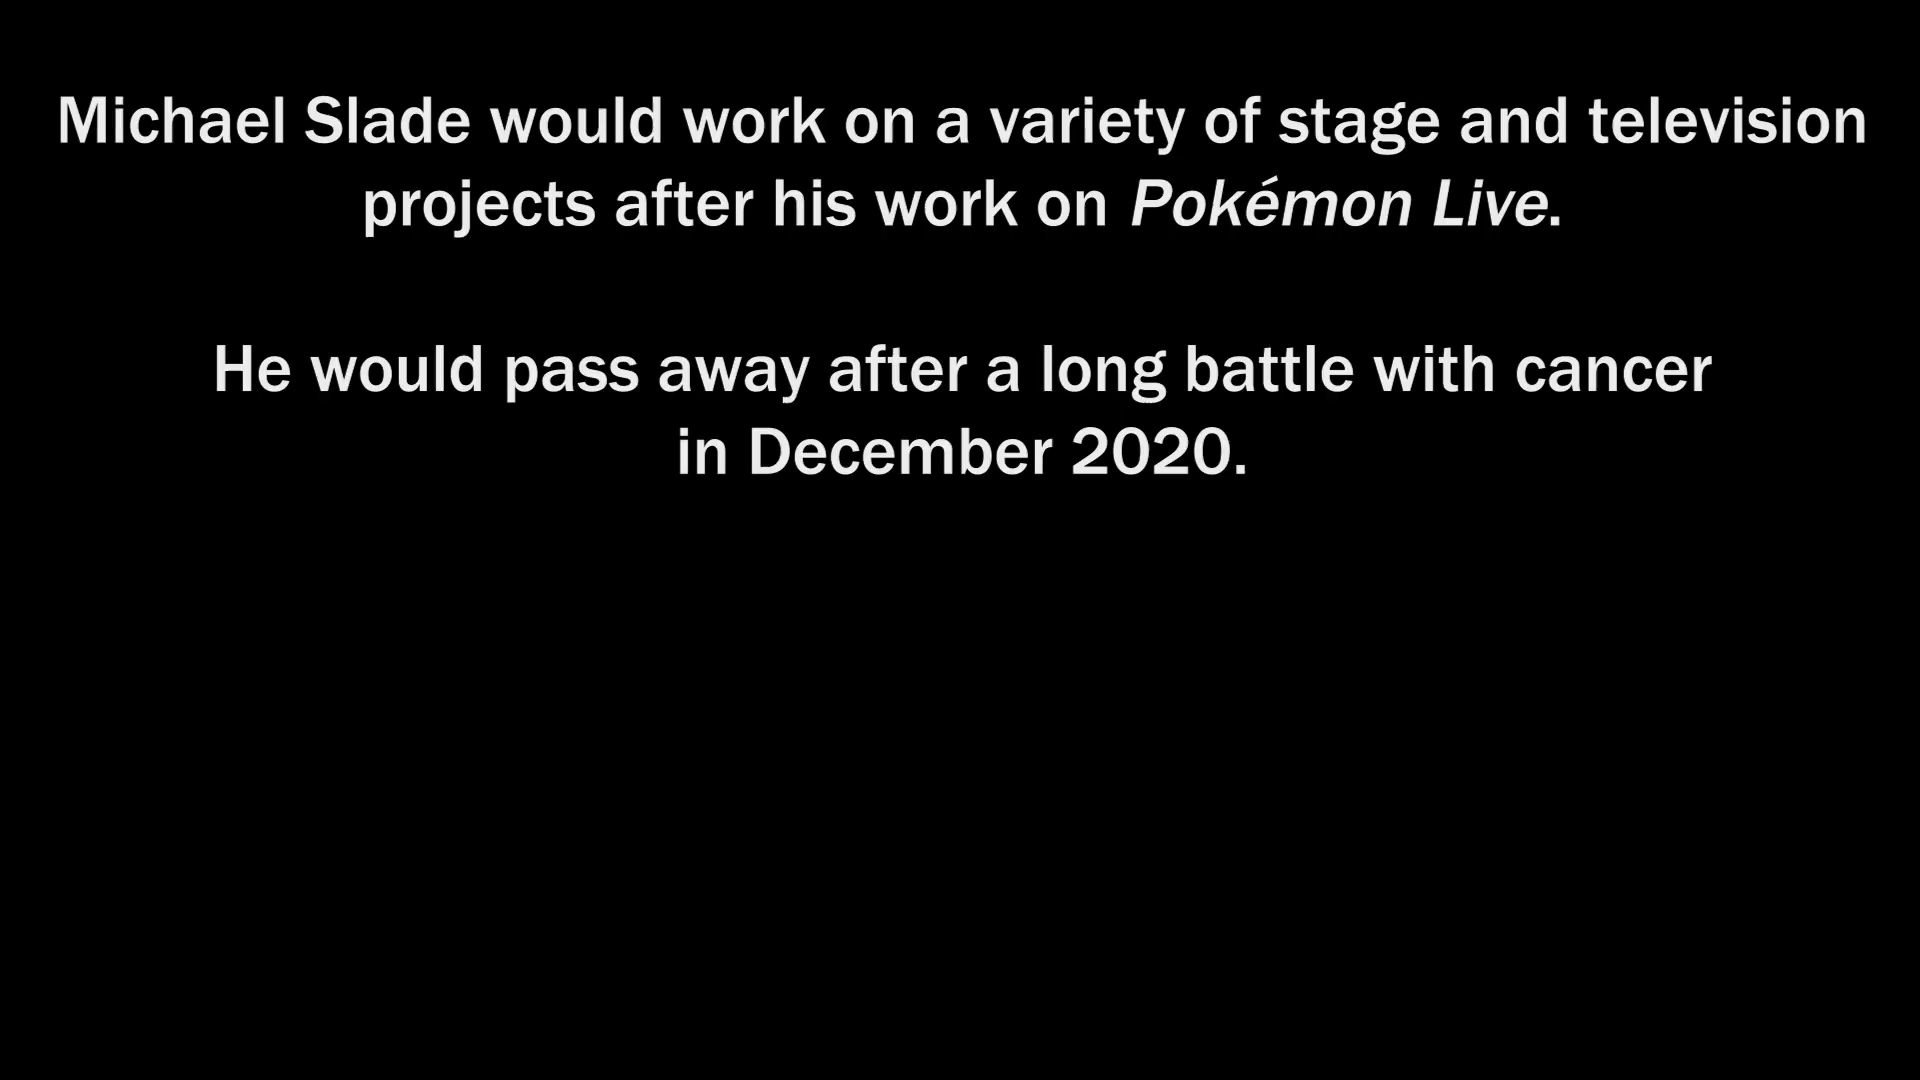 Michael Slade would work on a variety of stage and television
projects after his work on Pokémon Live.
He would pass away after a long battle with cancer
in December 2020.